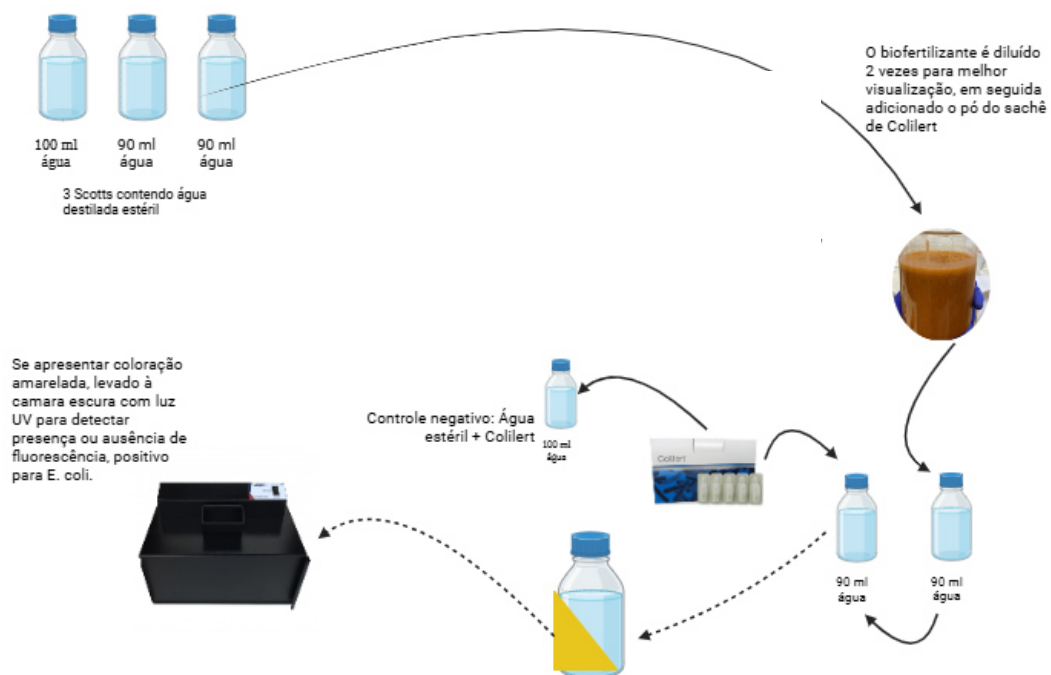 O biofertilizante é diluído
2 vezes para melhor
visualização, em seguida
adicionado o pó do sachê
de Colilert
100 ml
água
90 ml
água
90 ml
água
3 Scotts contendo água
destilada estéril
Se apresentar coloração
amarelada, levado à
camara escura com luz
UV para detectar
presença ou ausência de
fluorescência, positivo
para E. coli.
Controle negativo: Água
estéril + Colilert
100 ml
água
Colilert
90 ml
água
90 ml
água